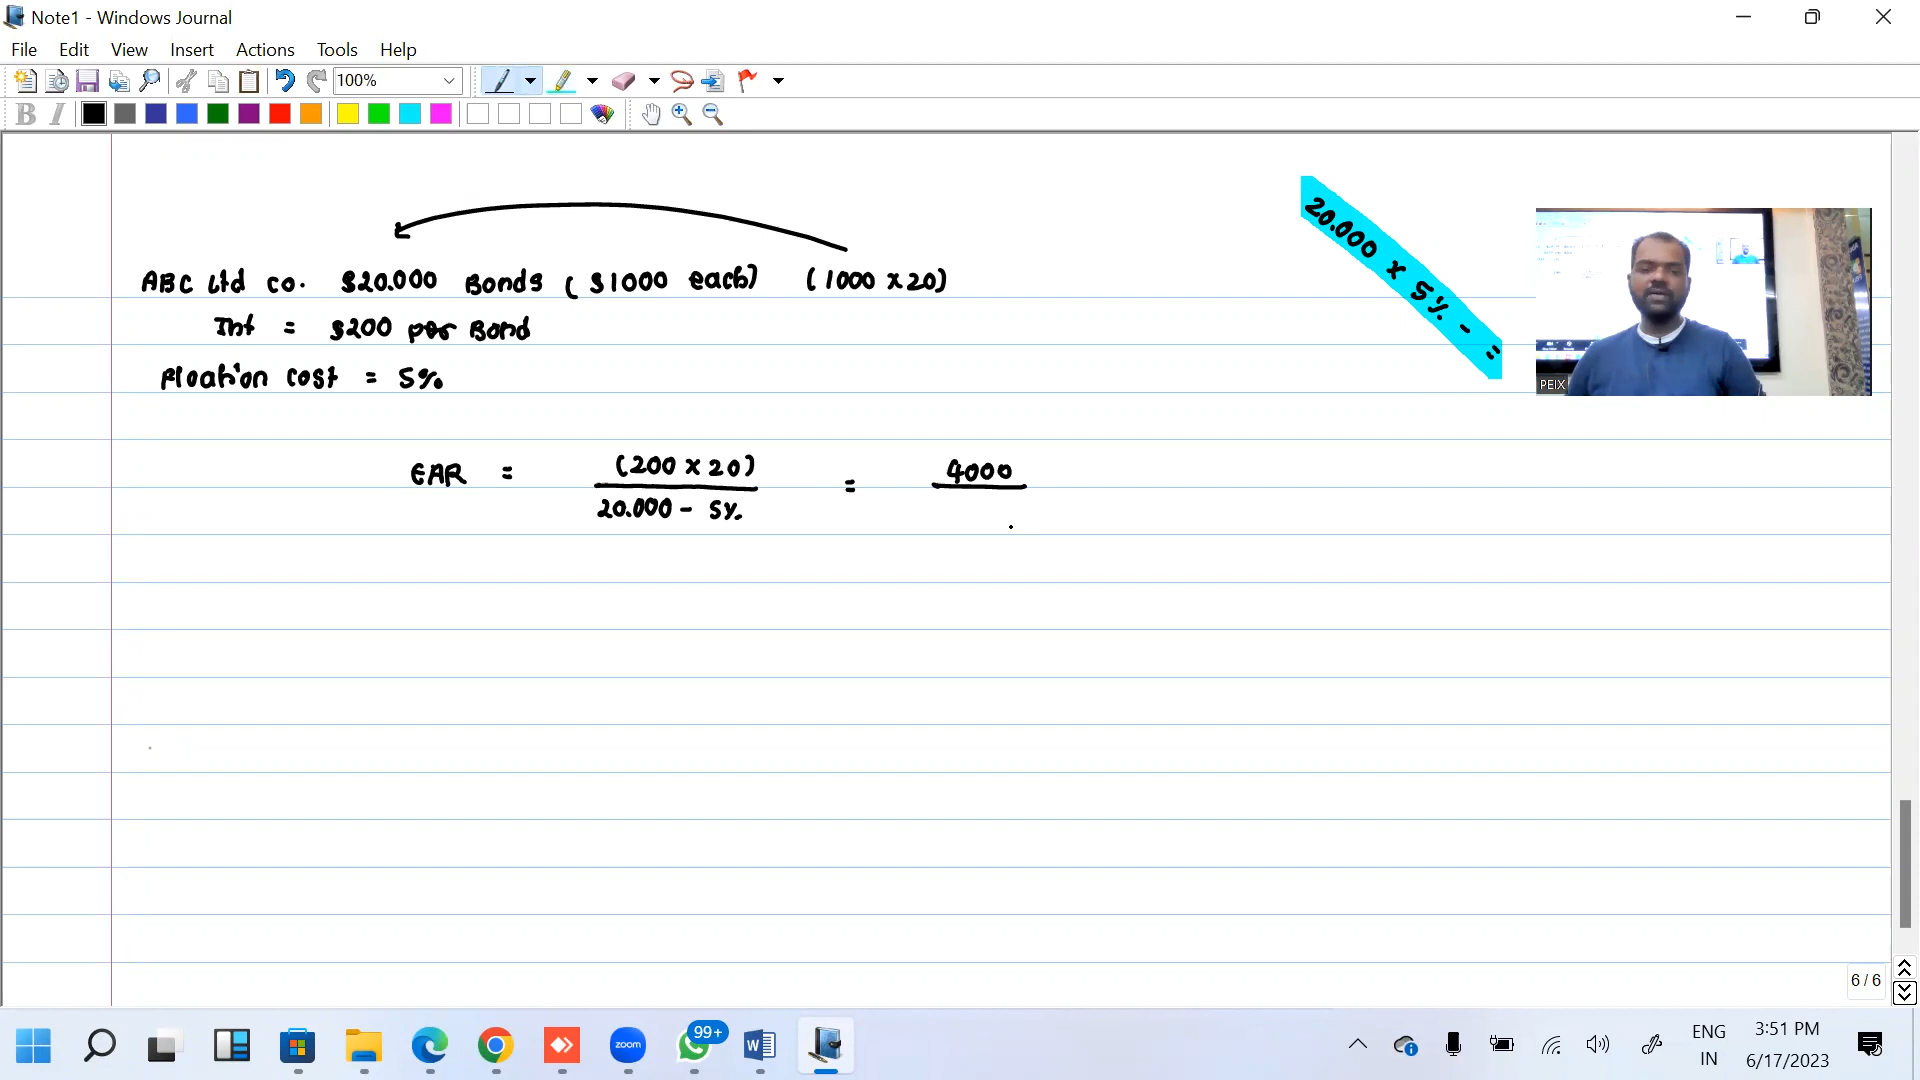 Note1 - Windows Journal
File Edit View Insert Actions Tools Help
100%
B I
20.000 x 5% - =
ABC Ltd co. $20.000 Bonds ( $1000 each) (1000 x 20)
Int = $200 per Bond
Floation cost = 5%
PEIX
EAR = (200 x 20) = 4000
20.000 - 5%
6 / 6
zoom
99+
ENG
IN
3:51 PM
6/17/2023